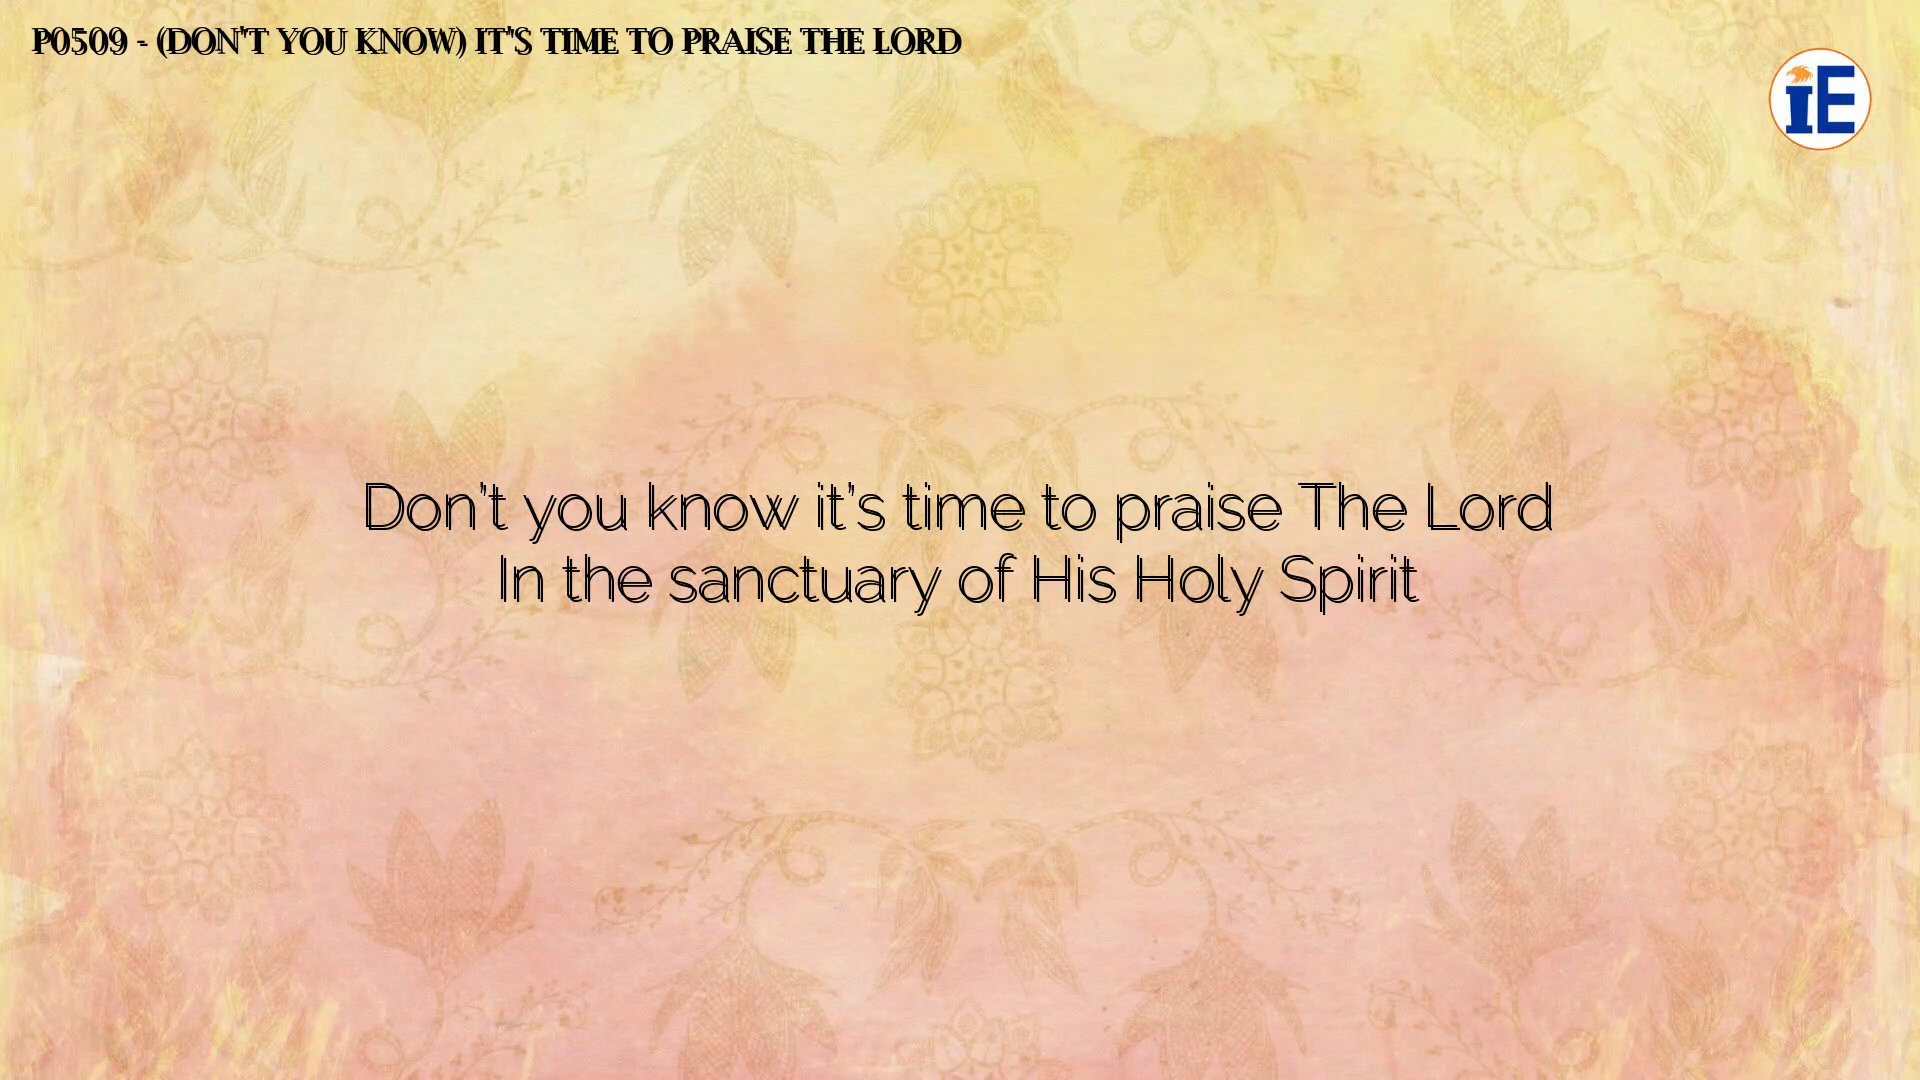 P0509 - (DON'T YOU KNOW) IT'S TIME TO PRAISE THE LORD
IE
Don't you know it's time to praise The Lord
In the sanctuary of His Holy Spirit